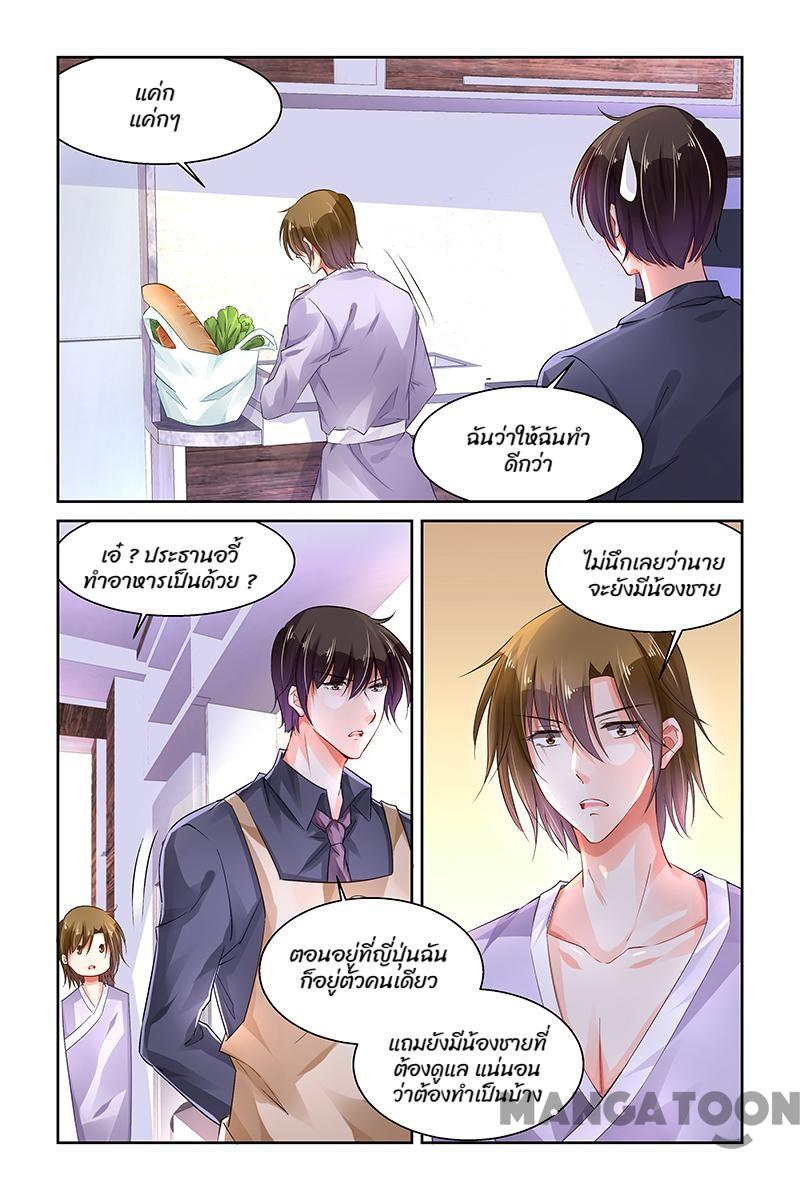 แค่ก
แค่กๆ
ฉันว่าให้ฉันทำ
ดีกว่า
เอ๋ ? ประธานอวี้
ทำอาหารเป็นด้วย ?
ไม่นึกเลยว่านาย
จะยังมีน้องชาย
ตอนอยู่ที่ญี่ปุ่นฉัน
ก็อยู่ตัวคนเดียว
แถมยังมีน้องชายที่
ต้องดูแล แน่นอน
ว่าต้องทำเป็นบ้าง
MANGATOON